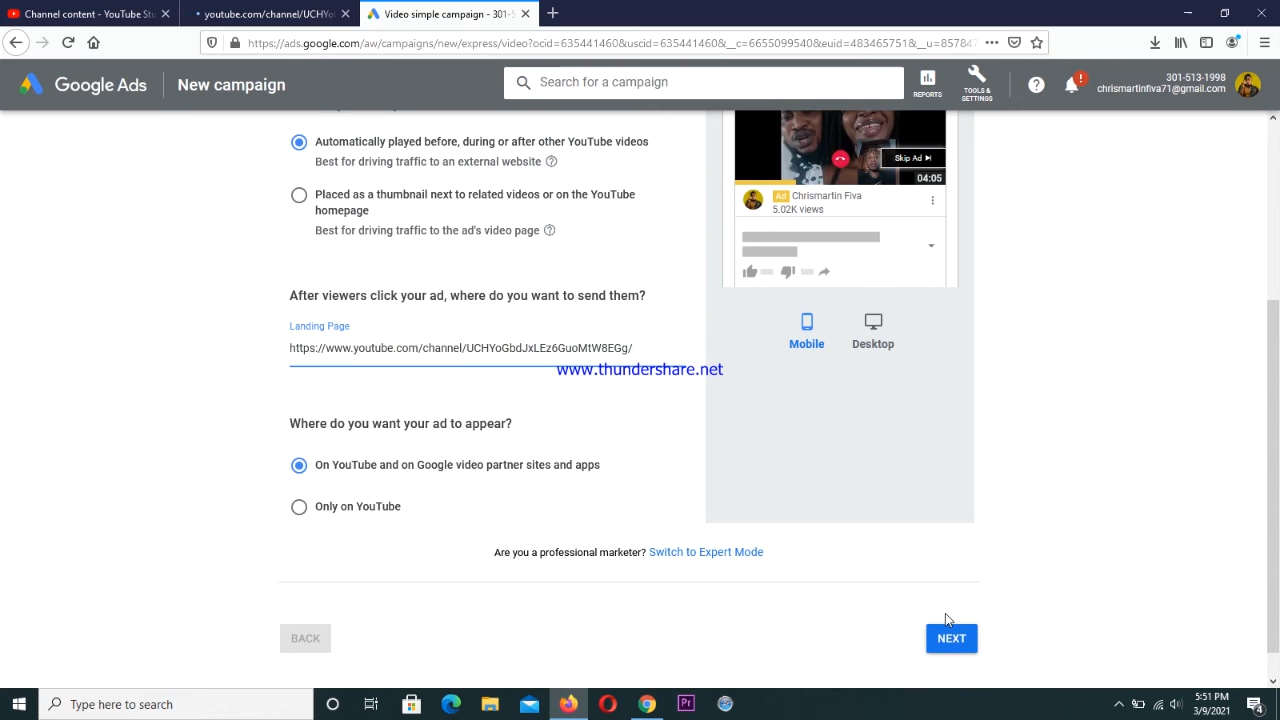 Channel content - YouTube Stu
youtube.com/channel/UCHYo
Video simple campaign - 301-5
https://ads.google.com/aw/campaigns/new/express/video?ocid=635441460&uscid=635441460&__c=6655099540&euid=483465751&__u=85784
Google Ads
New campaign
Search for a campaign
REPORTS
TOOLS &
SETTINGS
301-513-1998
chrismartinfiva71@gmail.com
Automatically played before, during or after other YouTube videos
Best for driving traffic to an external website
Placed as a thumbnail next to related videos or on the YouTube
homepage
Best for driving traffic to the ad's video page
Skip Ad
04:05
Ad Chrismartin Fiva
5.02K views
After viewers click your ad, where do you want to send them?
Landing Page
https://www.youtube.com/channel/UCHYoGbdJxLEz6GuoMtW8EGg/
www.thundershare.net
Mobile
Desktop
Where do you want your ad to appear?
On YouTube and on Google video partner sites and apps
Only on YouTube
Are you a professional marketer? Switch to Expert Mode
BACK
NEXT
Type here to search
Pr
5:51 PM
3/9/2021
4